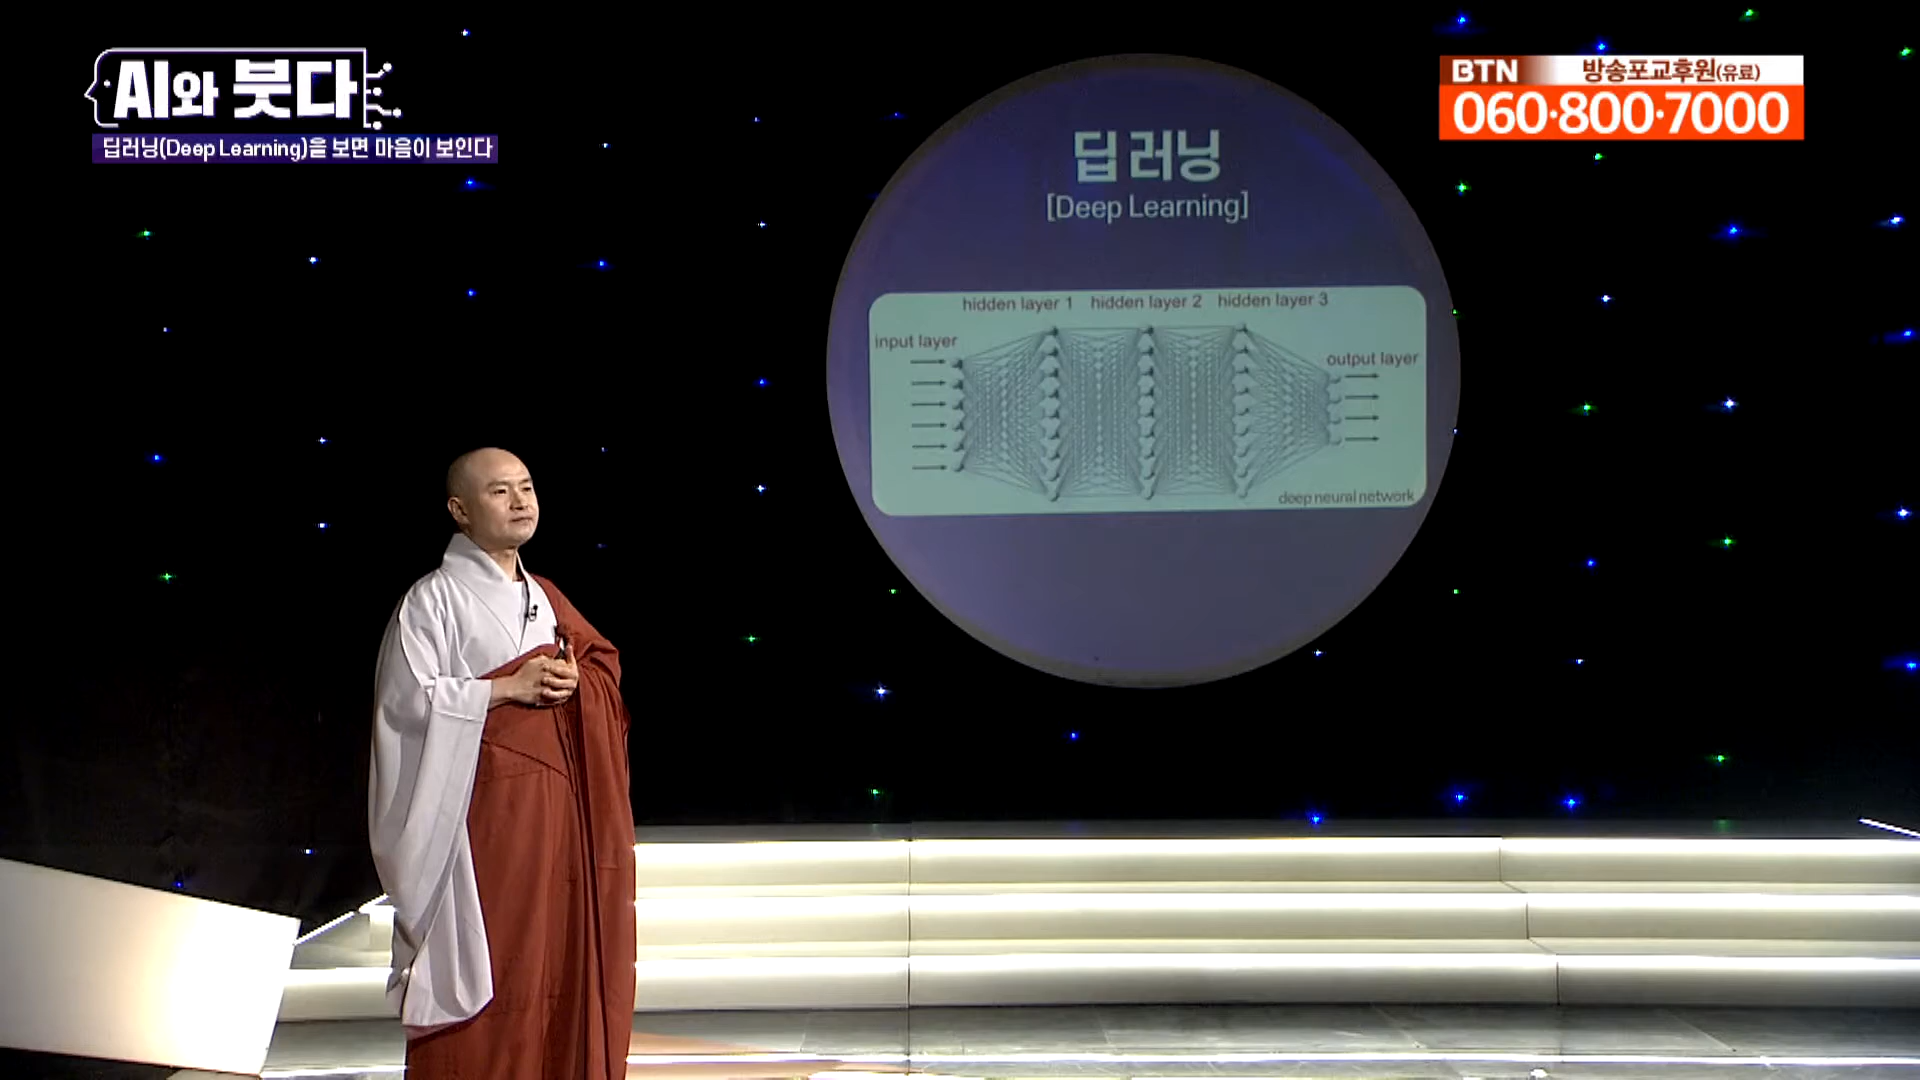 AI와 붓다
딥러닝(Deep Learning)을 보면 마음이 보인다
BTN 방송포교후원(유료)
060·800·7000
딥러닝
[Deep Learning]
hidden layer 1 hidden layer 2 hidden layer 3
input layer
output layer
deep neural network